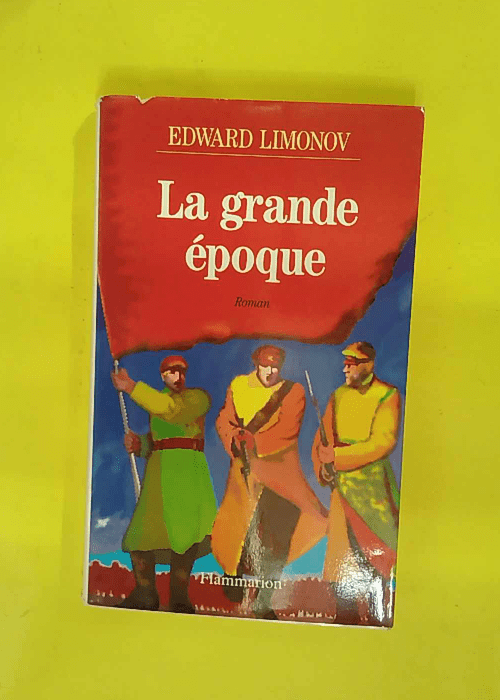 EDWARD LIMONOV
La grande
époque
Roman
Flammarion